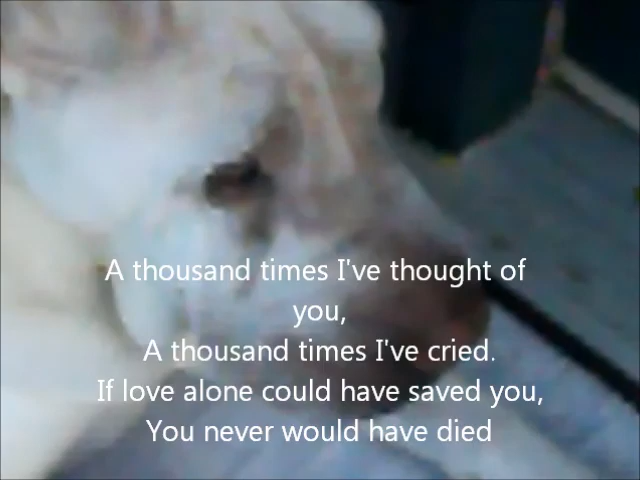 A thousand times I've thought of
you,
A thousand times I've cried.
If love alone could have saved you,
You never would have died